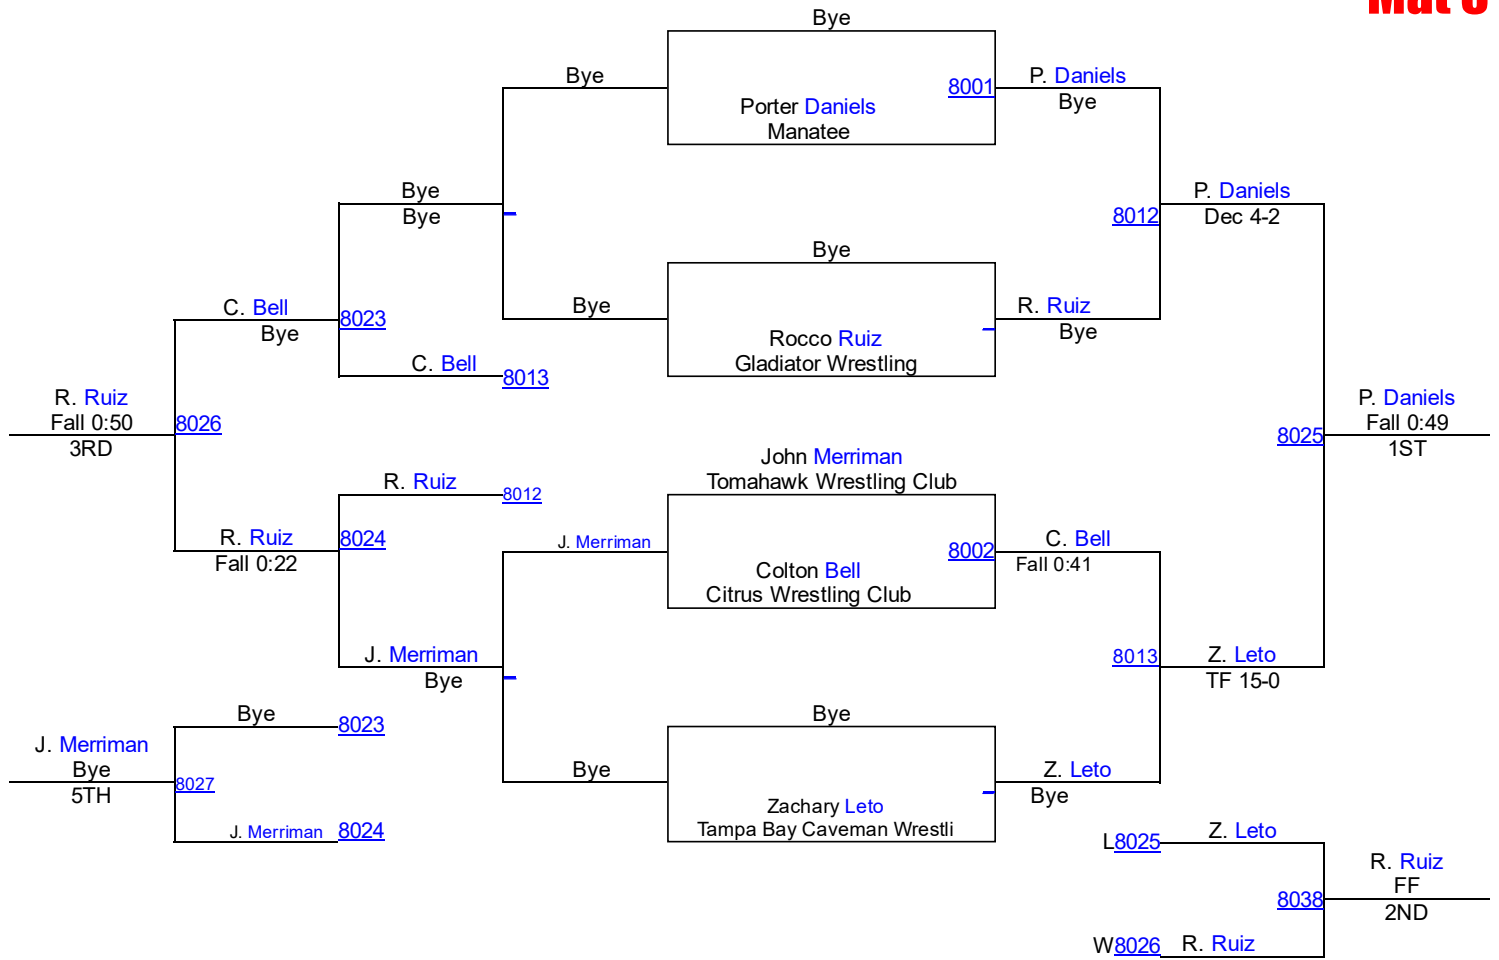 Bye
Bye
8001
P. Daniels
Porter Daniels
Manatee
Bye
Bye
Bye
P. Daniels
8012
Dec 4-2
Bye
C. Bell
Bye
R. Ruiz
8023
Bye
Rocco Ruiz
Bye
Gladiator Wrestling
C. Bell
8013
R. Ruiz
P. Daniels
Fall 0:50
8026
Fall 0:49
3RD
8025
1ST
John Merriman
Tomahawk Wrestling Club
R. Ruiz
8012
R. Ruiz
8024
J. Merriman
8002
C. Bell
Fall 0:22
Fall 0:41
Colton Bell
Citrus Wrestling Club
J. Merriman
8013
Z. Leto
Bye
TF 15-0
Bye
8023
Bye
J. Merriman
Bye
Bye
Z. Leto
5TH
8027
Bye
Zachary Leto
Tampa Bay Caveman Wrestli
J. Merriman
8024
L8025
Z. Leto
R. Ruiz
FF
8038
2ND
W8026
R. Ruiz